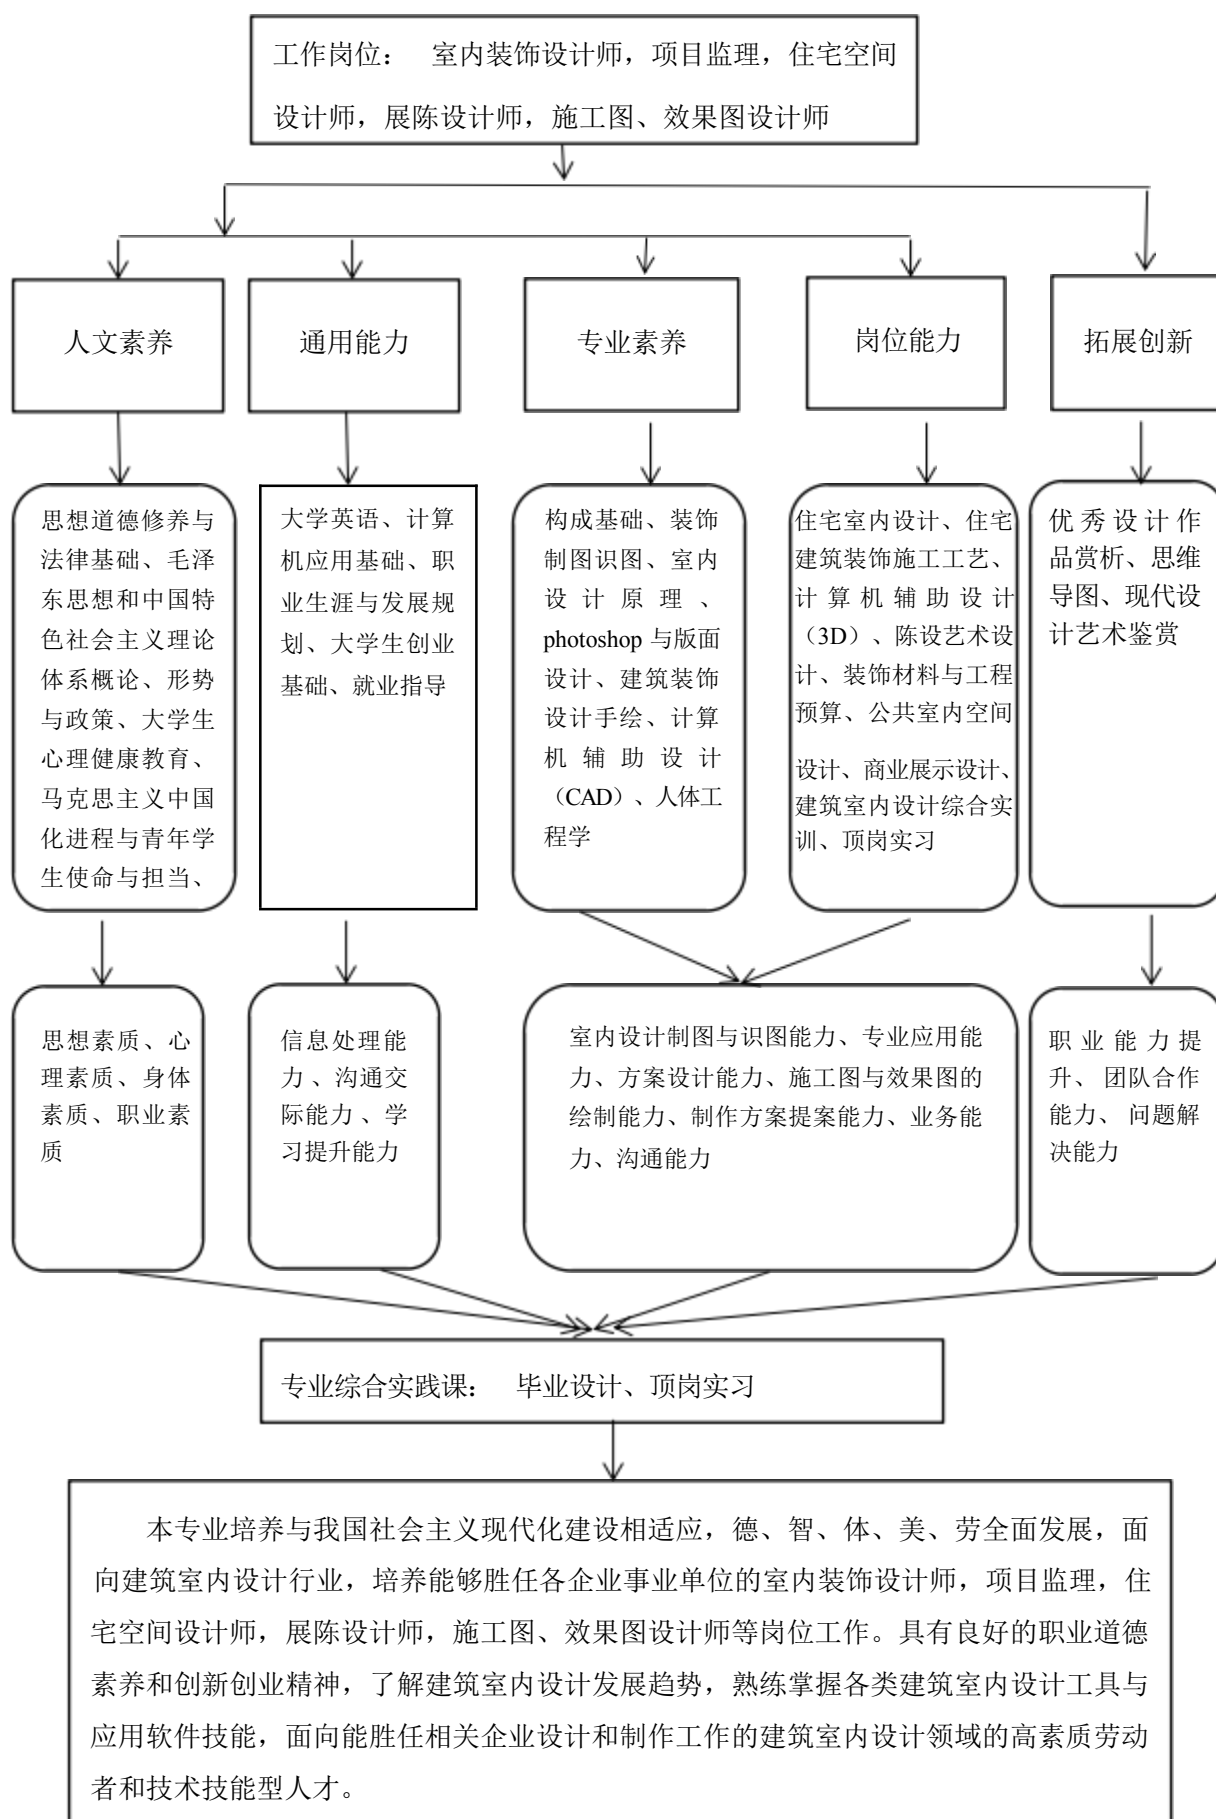 工作岗位： 室内装饰设计师，项目监理，住宅空间
设计师，展陈设计师，施工图、效果图设计师
人文素养
通用能力
专业素养
岗位能力
拓展创新
思想道德修养与
法律基础、毛泽
东思想和中国特
色社会主义理论
体系概论、形势
与政策、大学生
心理健康教育、
马克思主义中国
化进程与青年学
生使命与担当、
大学英语、计算
机应用基础、职
业生涯与发展规
划、大学生创业
基础、就业指导
构成基础、装饰
制图识图、室内
设计原理、
photoshop 与版面
设计、建筑装饰
设计手绘、计算
机辅助设计
（CAD）、人体工
程学
住宅室内设计、住宅
建筑装饰施工工艺、
计算机辅助设计
（3D）、陈设艺术设
计、装饰材料与工程
预算、公共室内空间
设计、商业展示设计、
建筑室内设计综合实
训、顶岗实习
优秀设计作
品赏析、思维
导图、现代设
计艺术鉴赏
思想素质、心
理素质、身体
素质、职业素
质
信息处理能
力、沟通交
际能力、学
习提升能力
室内设计制图与识图能力、专业应用能
力、方案设计能力、施工图与效果图的
绘制能力、制作方案提案能力、业务能
力、沟通能力
职业能力提
升、团队合作
能力、问题解
决能力
专业综合实践课： 毕业设计、顶岗实习
本专业培养与我国社会主义现代化建设相适应，德、智、体、美、劳全面发展，面
向建筑室内设计行业，培养能够胜任各企业事业单位的室内装饰设计师，项目监理，住
宅空间设计师，展陈设计师，施工图、效果图设计师等岗位工作。具有良好的职业道德
素养和创新创业精神，了解建筑室内设计发展趋势，熟练掌握各类建筑室内设计工具与
应用软件技能，面向能胜任相关企业设计和制作工作的建筑室内设计领域的高素质劳动
者和技术技能型人才。